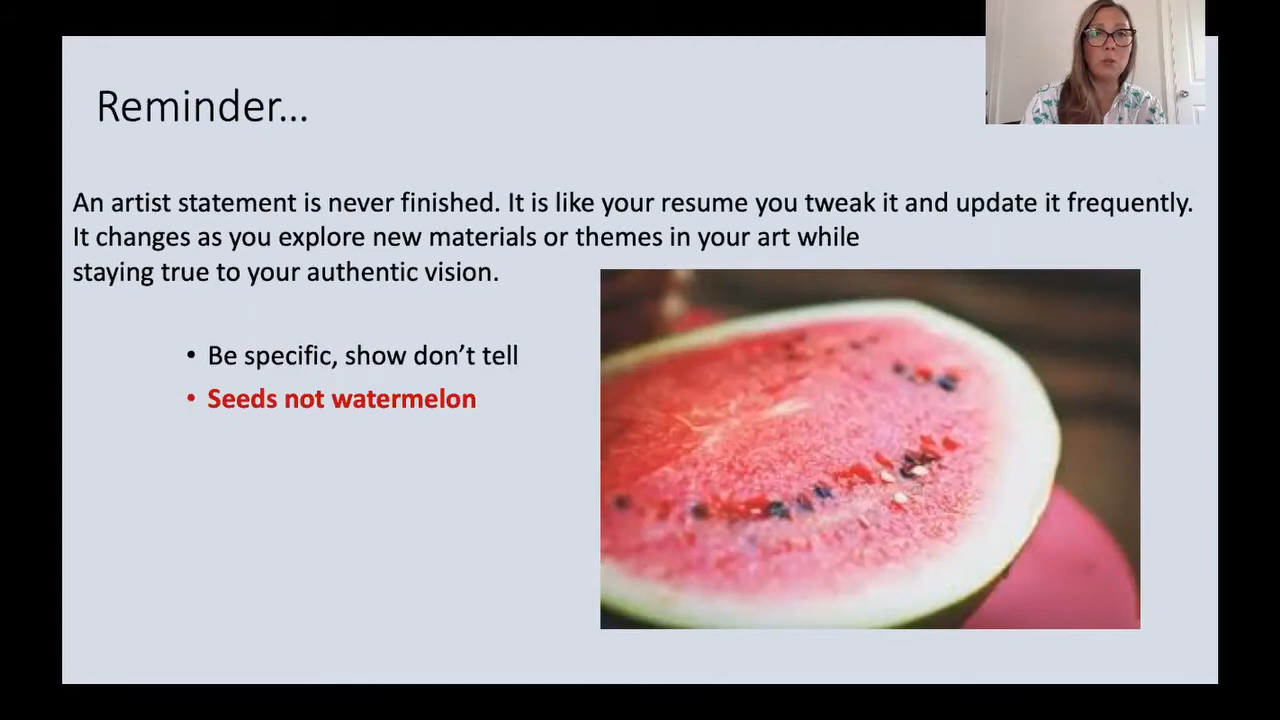 Reminder...
An artist statement is never finished. It is like your resume you tweak it and update it frequently.
It changes as you explore new materials or themes in your art while
staying true to your authentic vision.
• Be specific, show don’t tell
• Seeds not watermelon